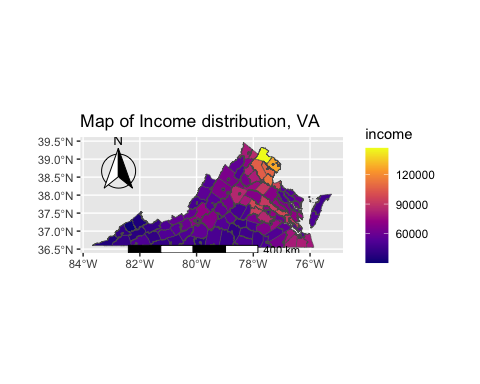 Map of Income distribution, VA
N
39.5°N
39.0°N
38.5°N
38.0°N
37.5°N
37.0°N
36.5°N
400 km
84°W 82°W 80°W 78°W 76°W
income
120000
90000
60000